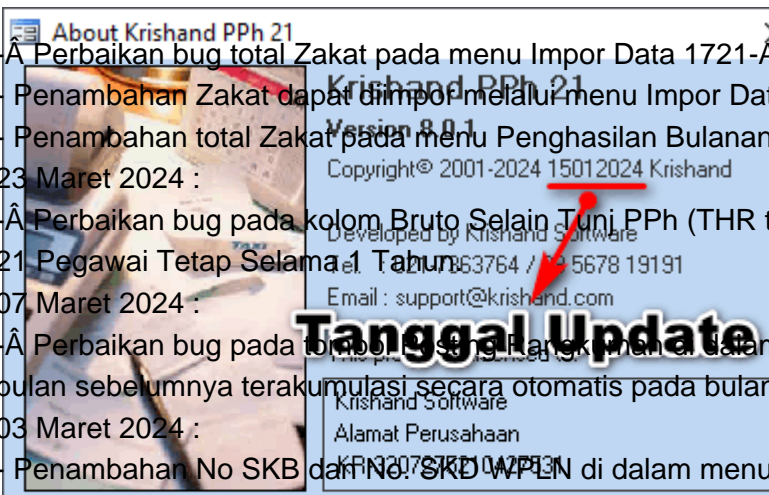 About Krishand PPh 21
-Â Perbaikan bug total Zakat pada menu Impor Data 1721-A
Krishand PPh 21
- Penambahan Zakat dapat diimpor melalui menu Impor Dat
Version 8.0.1
- Penambahan total Zakat pada menu Penghasilan Bulanan
Copyright© 2001-2024 15012024 Krishand
23 Maret 2024 :
-Â Perbaikan bug pada kolom Bruto Selain Tunj PPh (THR t
Developed by Krishand Software
21 Pegawai Tetap Selama 1 Tahun.
5678 19191
07 Maret 2024 :
Email : support@krishand.com
Tanggal Update
-Â Perbaikan bug pada tombol Posting Rangkuman di dalam
bulan sebelumnya terakumulasi secara otomatis pada bulan
Krishand Software
03 Maret 2024 :
Alamat Perusahaan
- Penambahan No SKB dan No. SKD WPLN di dalam menu